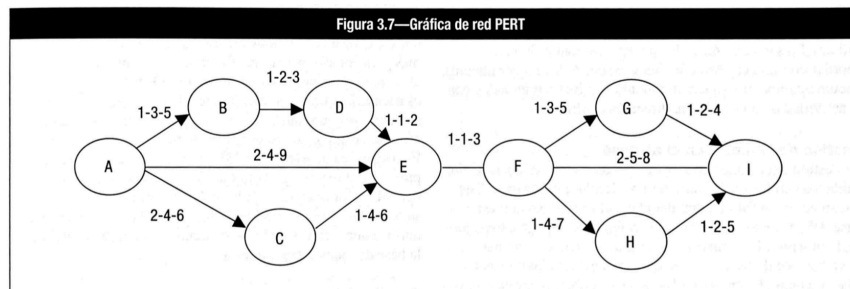 Figura 3.7—Gráfica de red PERT
1-2-3
B
D
G
1-3-5
1-1-2
1-3-5
1-2-4
1-1-3
A
2-4-9
E
F
2-5-8
I
2-4-6
1-4-6
1-4-7
1-2-5
C
H